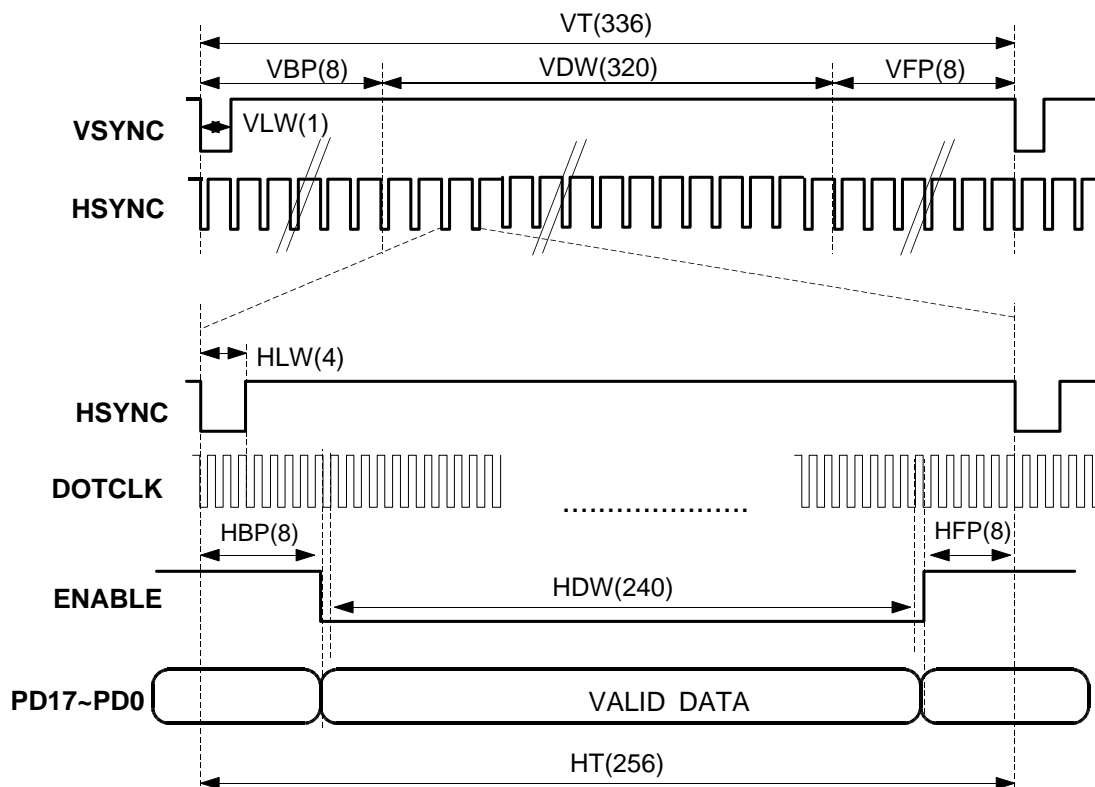 VT(336)
VBP(8) VDW(320) VFP(8)
VSYNC VLW(1)
HSYNC
HLW(4)
HSYNC
DOTCLK
.....................
HBP(8) HFP(8)
ENABLE HDW(240)
PD17~PD0 VALID DATA
HT(256)